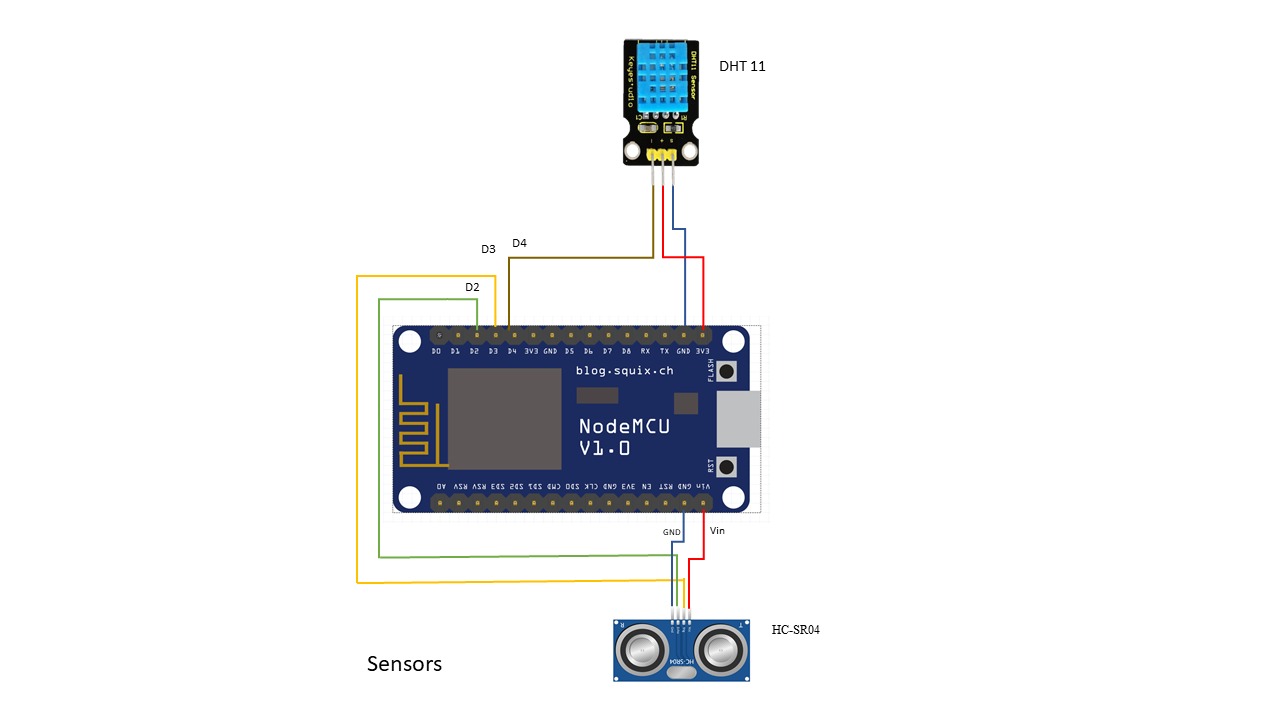 DHT 11
Keyestudio
DHT11 Sensor
C1
R1
- + S
D3
D4
D2
D0 D1 D2 D3 D4 3V3 GND D5 D6 D7 D8 RX TX GND 3V3
blog.squix.ch
FLASH
NodeMCU
V1.0
RST
A0 RSV RSV SD3 SD2 SD1 CMD SD0 CLK GND 3V3 EN RST GND Vin
GND
Vin
R
T
HC-SR04
HC-SR04
Sensors